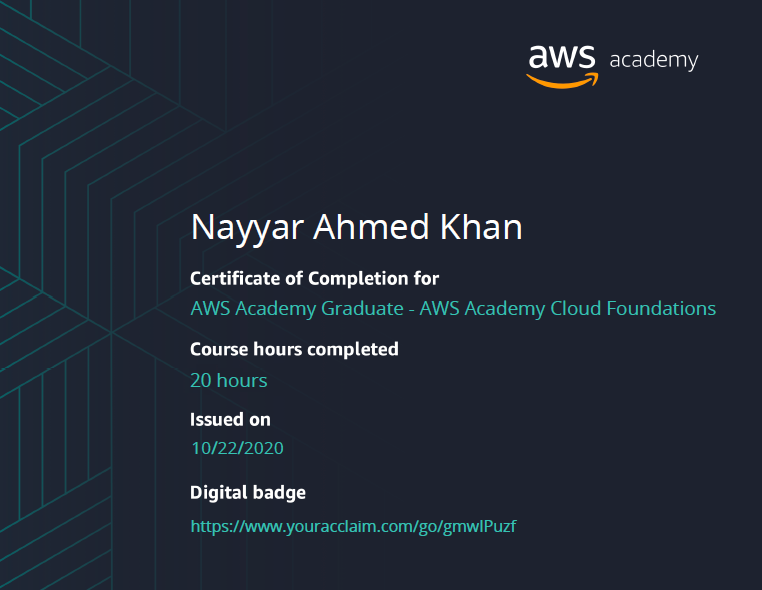 aws academy
Nayyar Ahmed Khan
Certificate of Completion for
AWS Academy Graduate - AWS Academy Cloud Foundations
Course hours completed
20 hours
Issued on
10/22/2020
Digital badge
https://www.youracclaim.com/go/gmwlPuzf